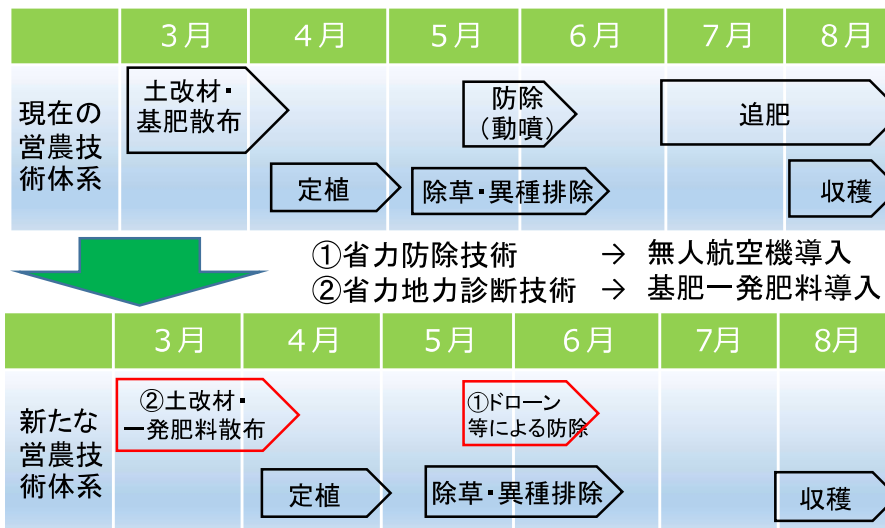 3月 4月 5月 6月 7月 8月
現在の
営農技
術体系
土改材・
基肥散布
防除
（動噴）
追肥
定植
除草・異種排除
収穫
①省力防除技術 → 無人航空機導入
②省力地力診断技術 → 基肥一発肥料導入
3月 4月 5月 6月 7月 8月
新たな
営農技
術体系
②土改材・
一発肥料散布
①ドローン
等による防除
定植
除草・異種排除
収穫